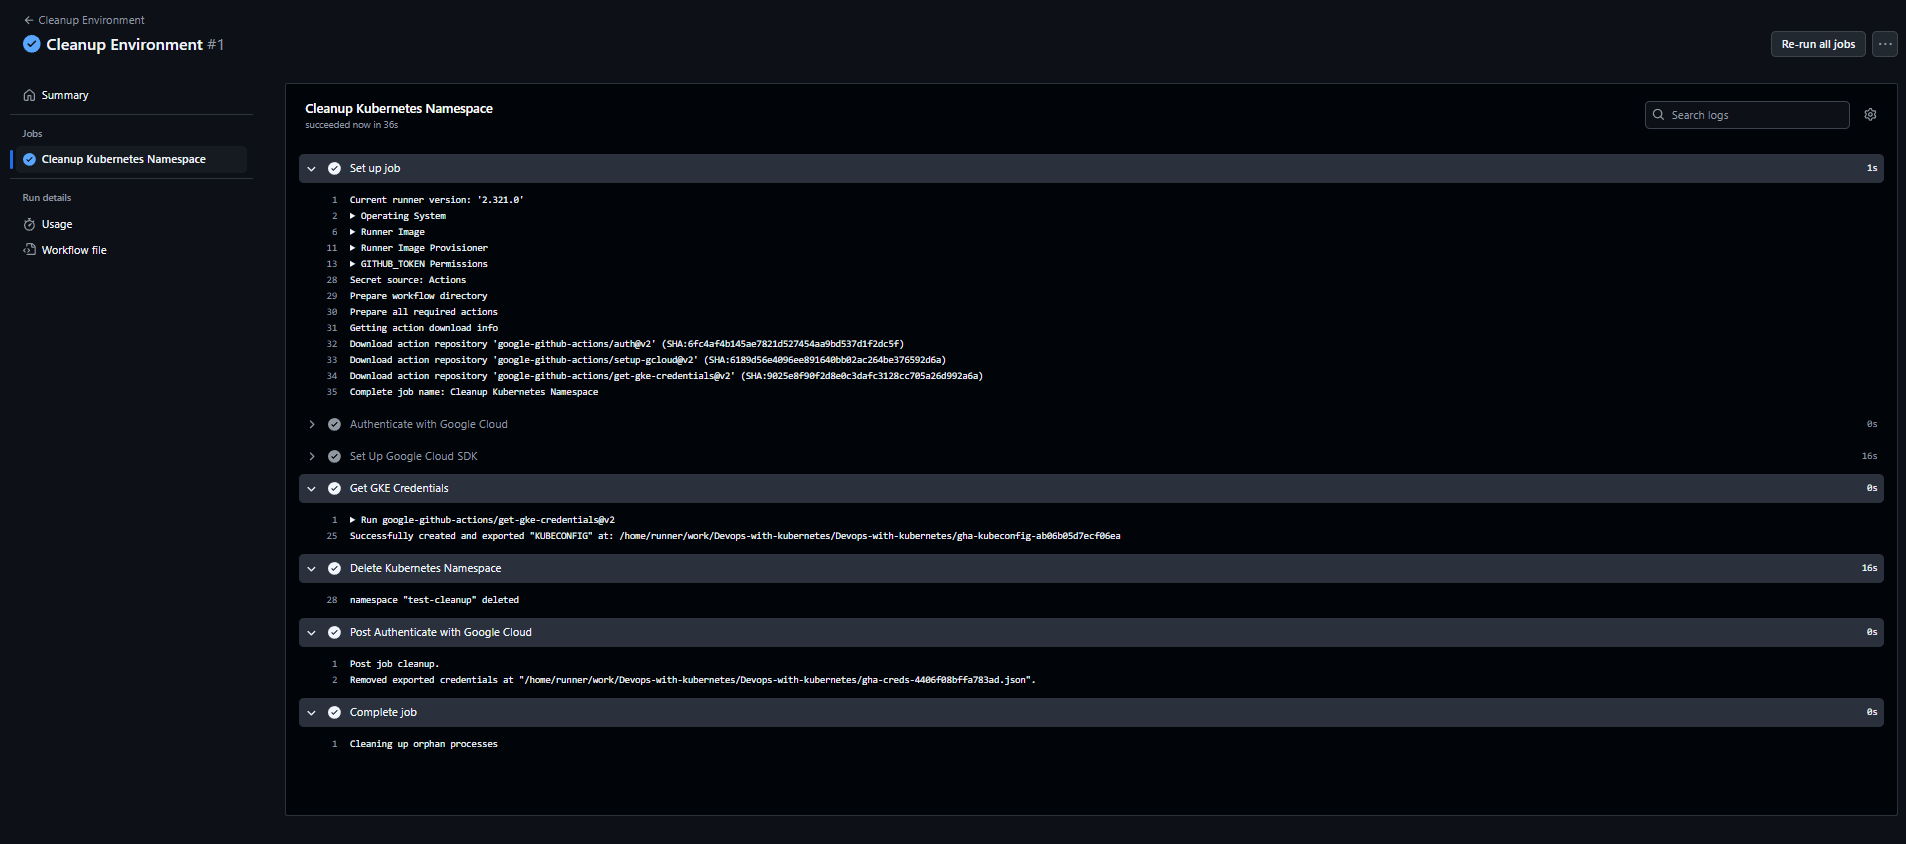 Cleanup Environment
Cleanup Environment #1
Re-run all jobs
Summary
Jobs
Cleanup Kubernetes Namespace
Run details
Usage
Workflow file
Cleanup Kubernetes Namespace
succeeded now in 36s
Search logs
Set up job 1s
1 Current runner version: '2.321.0'
2 Operating System
6 Runner Image
11 Runner Image Provisioner
13 GITHUB_TOKEN Permissions
28 Secret source: Actions
29 Prepare workflow directory
30 Prepare all required actions
31 Getting action download info
32 Download action repository 'google-github-actions/auth@v2' (SHA:6fc4af4b145ae7821d527454aa9bd537d1f2dc5f)
33 Download action repository 'google-github-actions/setup-gcloud@v2' (SHA:6189d56e4096ee891640bb02ac264be376592d6a)
34 Download action repository 'google-github-actions/get-gke-credentials@v2' (SHA:9025e8f90f2d8e0c3dafc3128cc705a26d992a6a)
35 Complete job name: Cleanup Kubernetes Namespace
Authenticate with Google Cloud 0s
Set Up Google Cloud SDK 16s
Get GKE Credentials 0s
1 Run google-github-actions/get-gke-credentials@v2
25 Successfully created and exported "KUBECONFIG" at: /home/runner/work/Devops-with-kubernetes/Devops-with-kubernetes/gha-kubeconfig-ab06b05d7ecf06ea
Delete Kubernetes Namespace 16s
28 namespace "test-cleanup" deleted
Post Authenticate with Google Cloud 0s
1 Post job cleanup.
2 Removed exported credentials at "/home/runner/work/Devops-with-kubernetes/Devops-with-kubernetes/gha-creds-4406f08bffa783ad.json".
Complete job 0s
1 Cleaning up orphan processes